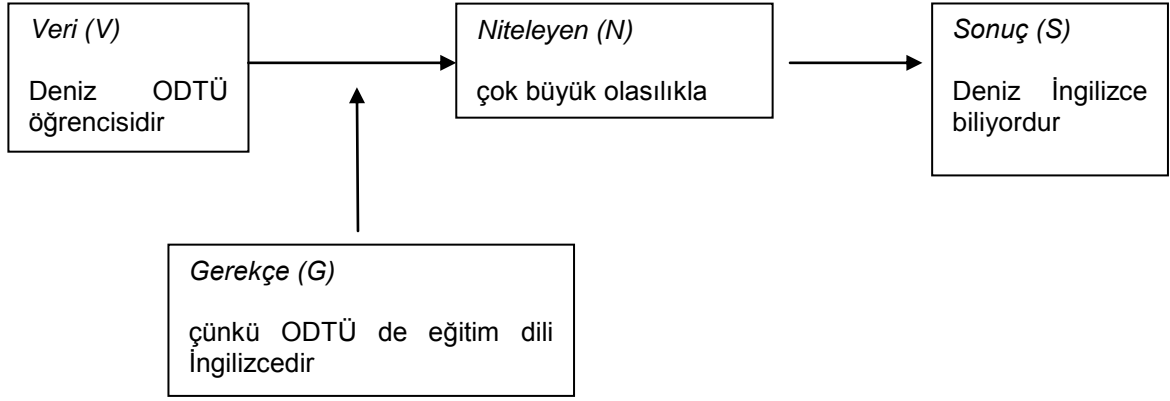 Veri (V)
Deniz ODTÜ
öğrencisidir
Niteleyen (N)
çok büyük olasılıkla
Sonuç (S)
Deniz İngilizce
biliyordur
Gerekçe (G)
çünkü ODTÜ de eğitim dili
İngilizcedir